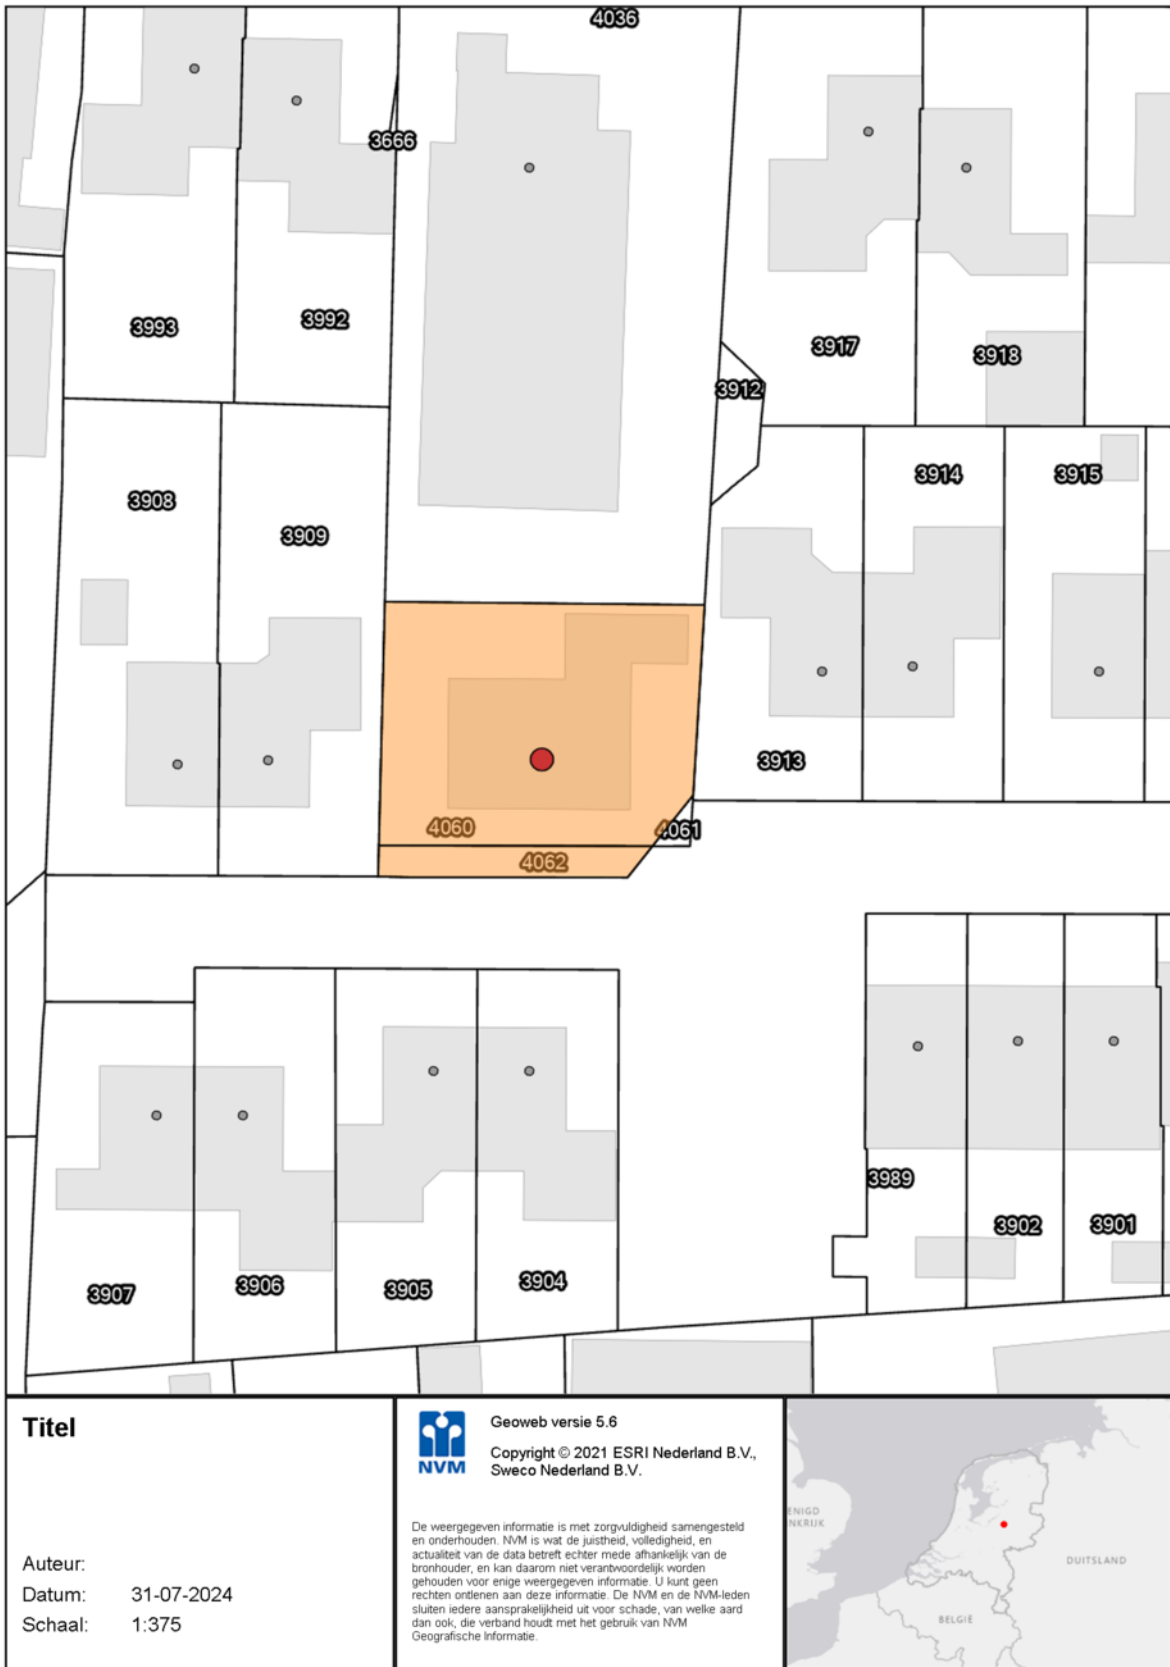 4036
3666
3993
3992
3917
3918
3912
3908
3909
3914
3915
3913
4060
4061
4062
3989
3902
3901
3907
3906
3905
3904
Titel
Auteur:
Datum: 31-07-2024
Schaal: 1:375
NVM
Geoweb versie 5.6
Copyright © 2021 ESRI Nederland B.V.,
Sweco Nederland B.V.
De weergegeven informatie is met zorgvuldigheid samengesteld
en onderhouden. NVM is wat de juistheid, volledigheid, en
actualiteit van de data betreft echter mede afhankelijk van de
bronhouder, en kan daarom niet verantwoordelijk worden
gehouden voor enige weergegeven informatie. U kunt geen
rechten ontlenen aan deze informatie. De NVM en de NVM-leden
sluiten iedere aansprakelijkheid uit voor schade, van welke aard
dan ook, die verband houdt met het gebruik van NVM
Geografische Informatie.
ENIGD
NKRIJK
DUITSLAND
BELGIË